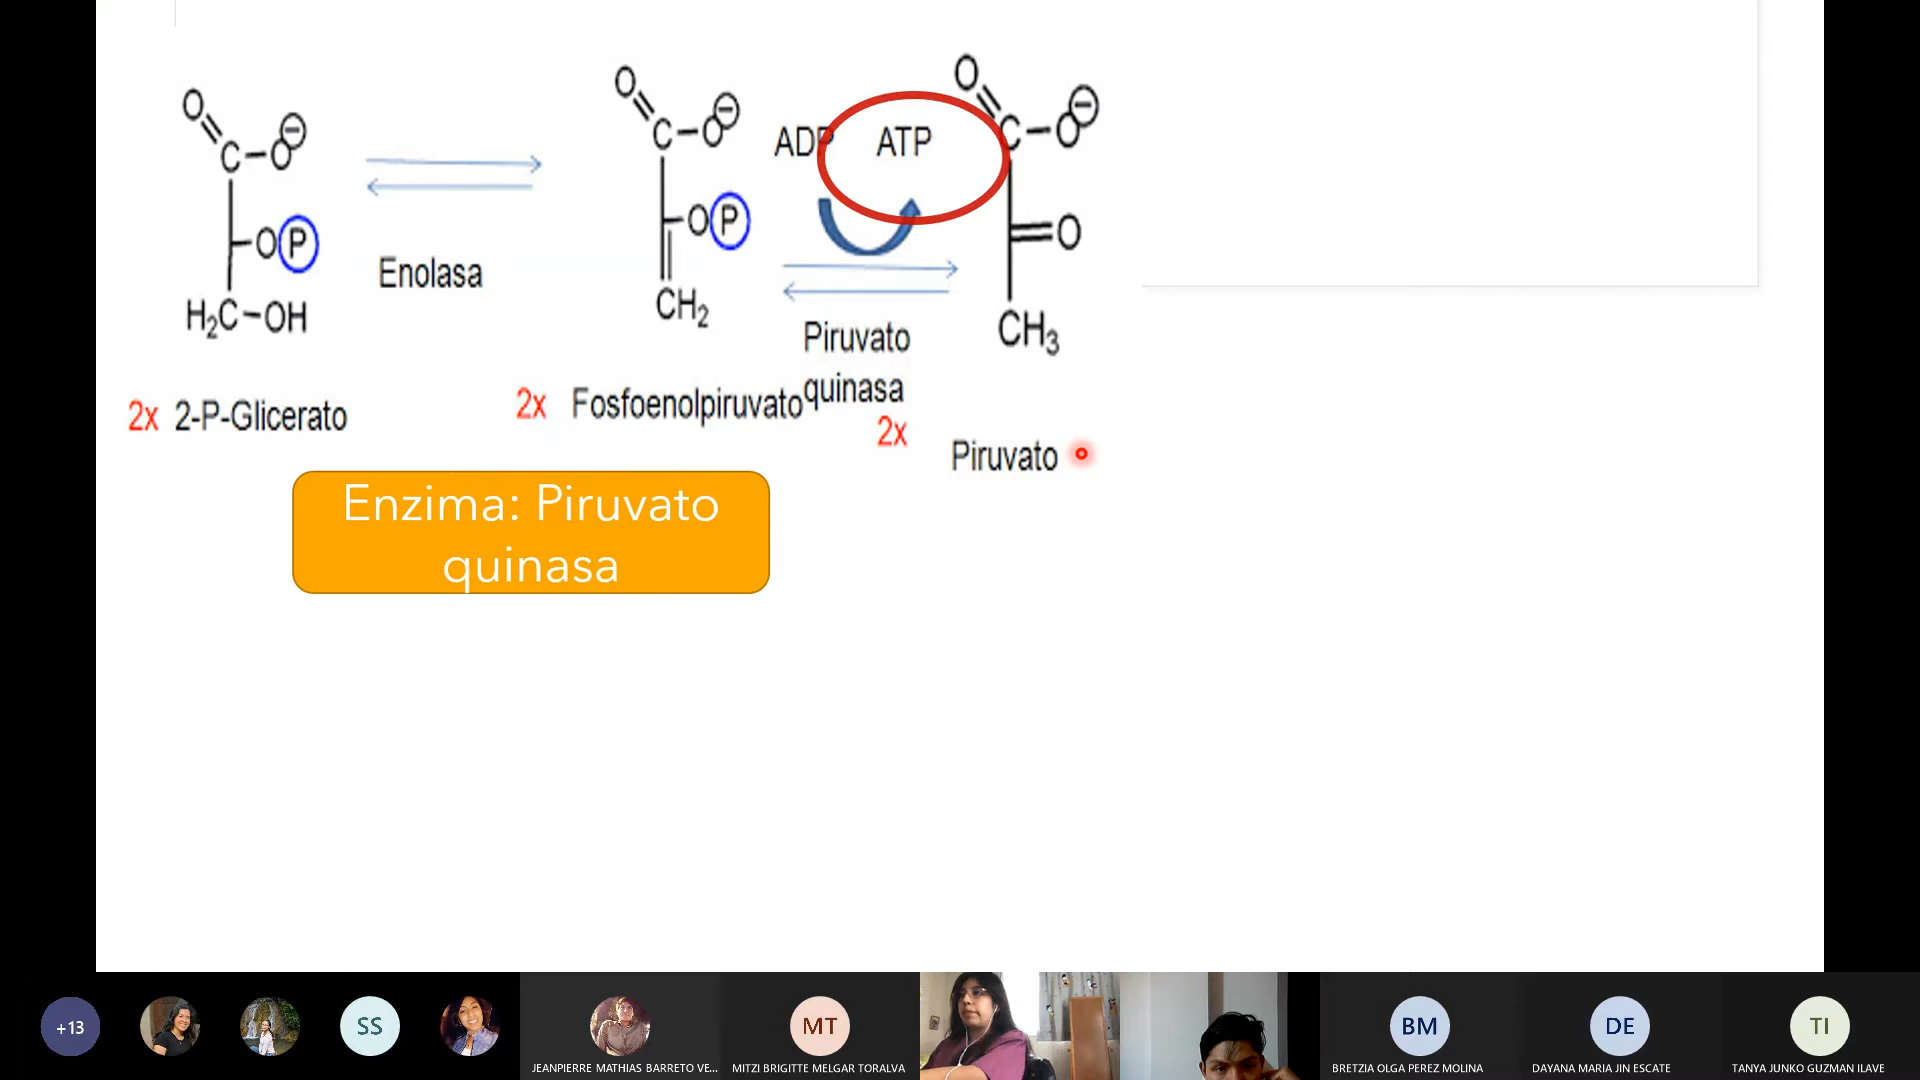 O
C-O⊖
O(P)
H₂C-OH
Enolasa
2x 2-P-Glicerato
O
C-O⊖
O(P)
CH₂
2x Fosfoenolpiruvato
ADP ATP
Piruvato
quinasa
2x
O
C-O⊖
=O
CH₃
Piruvato
Enzima: Piruvato
quinasa
+13
SS
JEANPIERRE MATHIAS BARRETO VE...
MT
MITZI BRIGITTE MELGAR TORALVA
BM
BRETZIA OLGA PEREZ MOLINA
DE
DAYANA MARIA JIN ESCATE
TI
TANYA JUNKO GUZMAN ILAVE